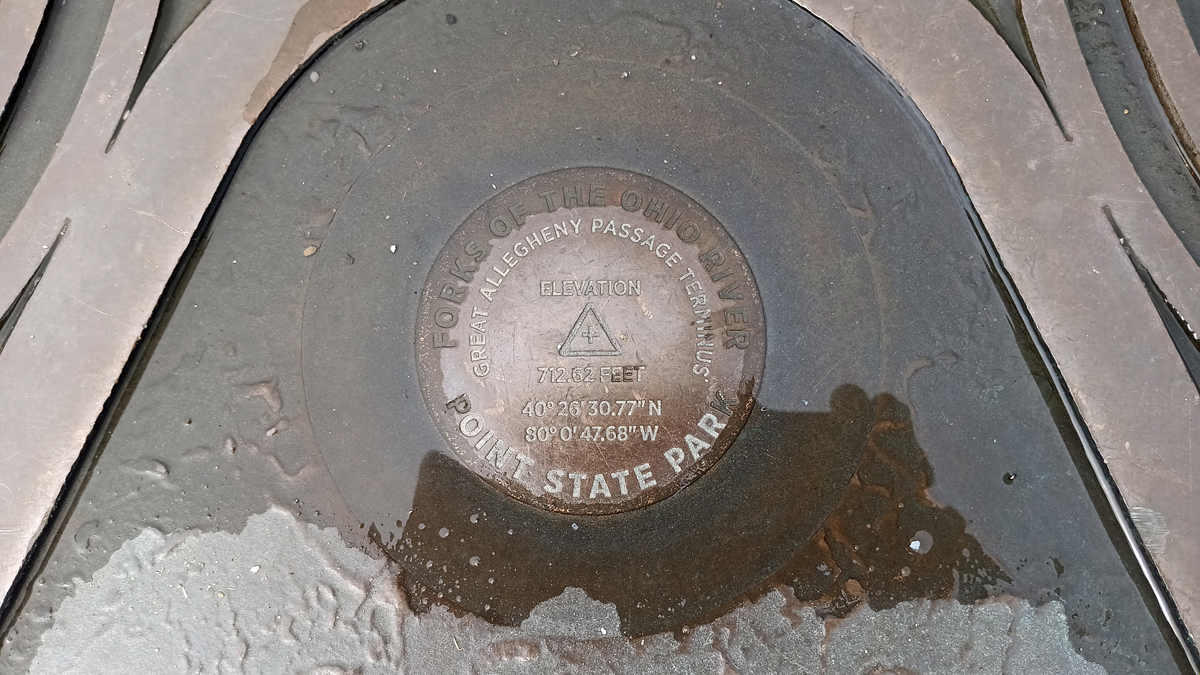 FORKS OF THE OHIO RIVER
GREAT ALLEGHENY PASSAGE TERMINUS
ELEVATION
712.62 FEET
40° 26' 30.77" N
80° 0' 47.68" W
POINT STATE PARK